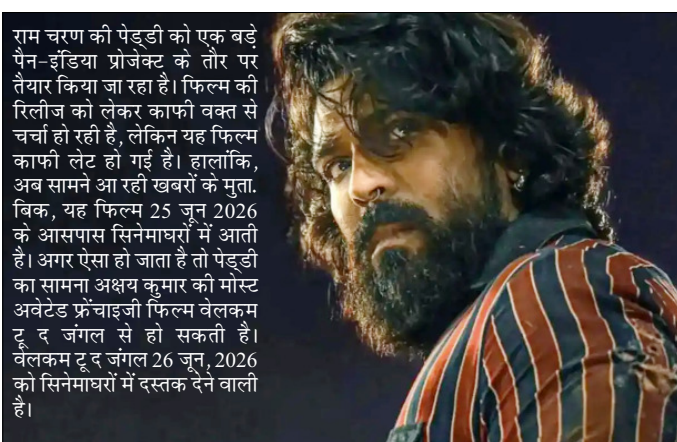 राम चरण की पेड्डी को एक बड़े
पैन-इंडिया प्रोजेक्ट के तौर पर
तैयार किया जा रहा है। फिल्म की
रिलीज को लेकर काफी वक्त से
चर्चा हो रही है, लेकिन यह फिल्म
काफी लेट हो गई है। हालांकि,
अब सामने आ रही खबरों के मुता.
बिक, यह फिल्म 25 जून 2026
के आसपास सिनेमाघरों में आती
है। अगर ऐसा हो जाता है तो पेड्डी
का सामना अक्षय कुमार की मोस्ट
अवेटेड फ्रेंचाइजी फिल्म वेलकम
टू द जंगल से हो सकती है।
वेलकम टू द जंगल 26 जून, 2026
को सिनेमाघरों में दस्तक देने वाली
है।